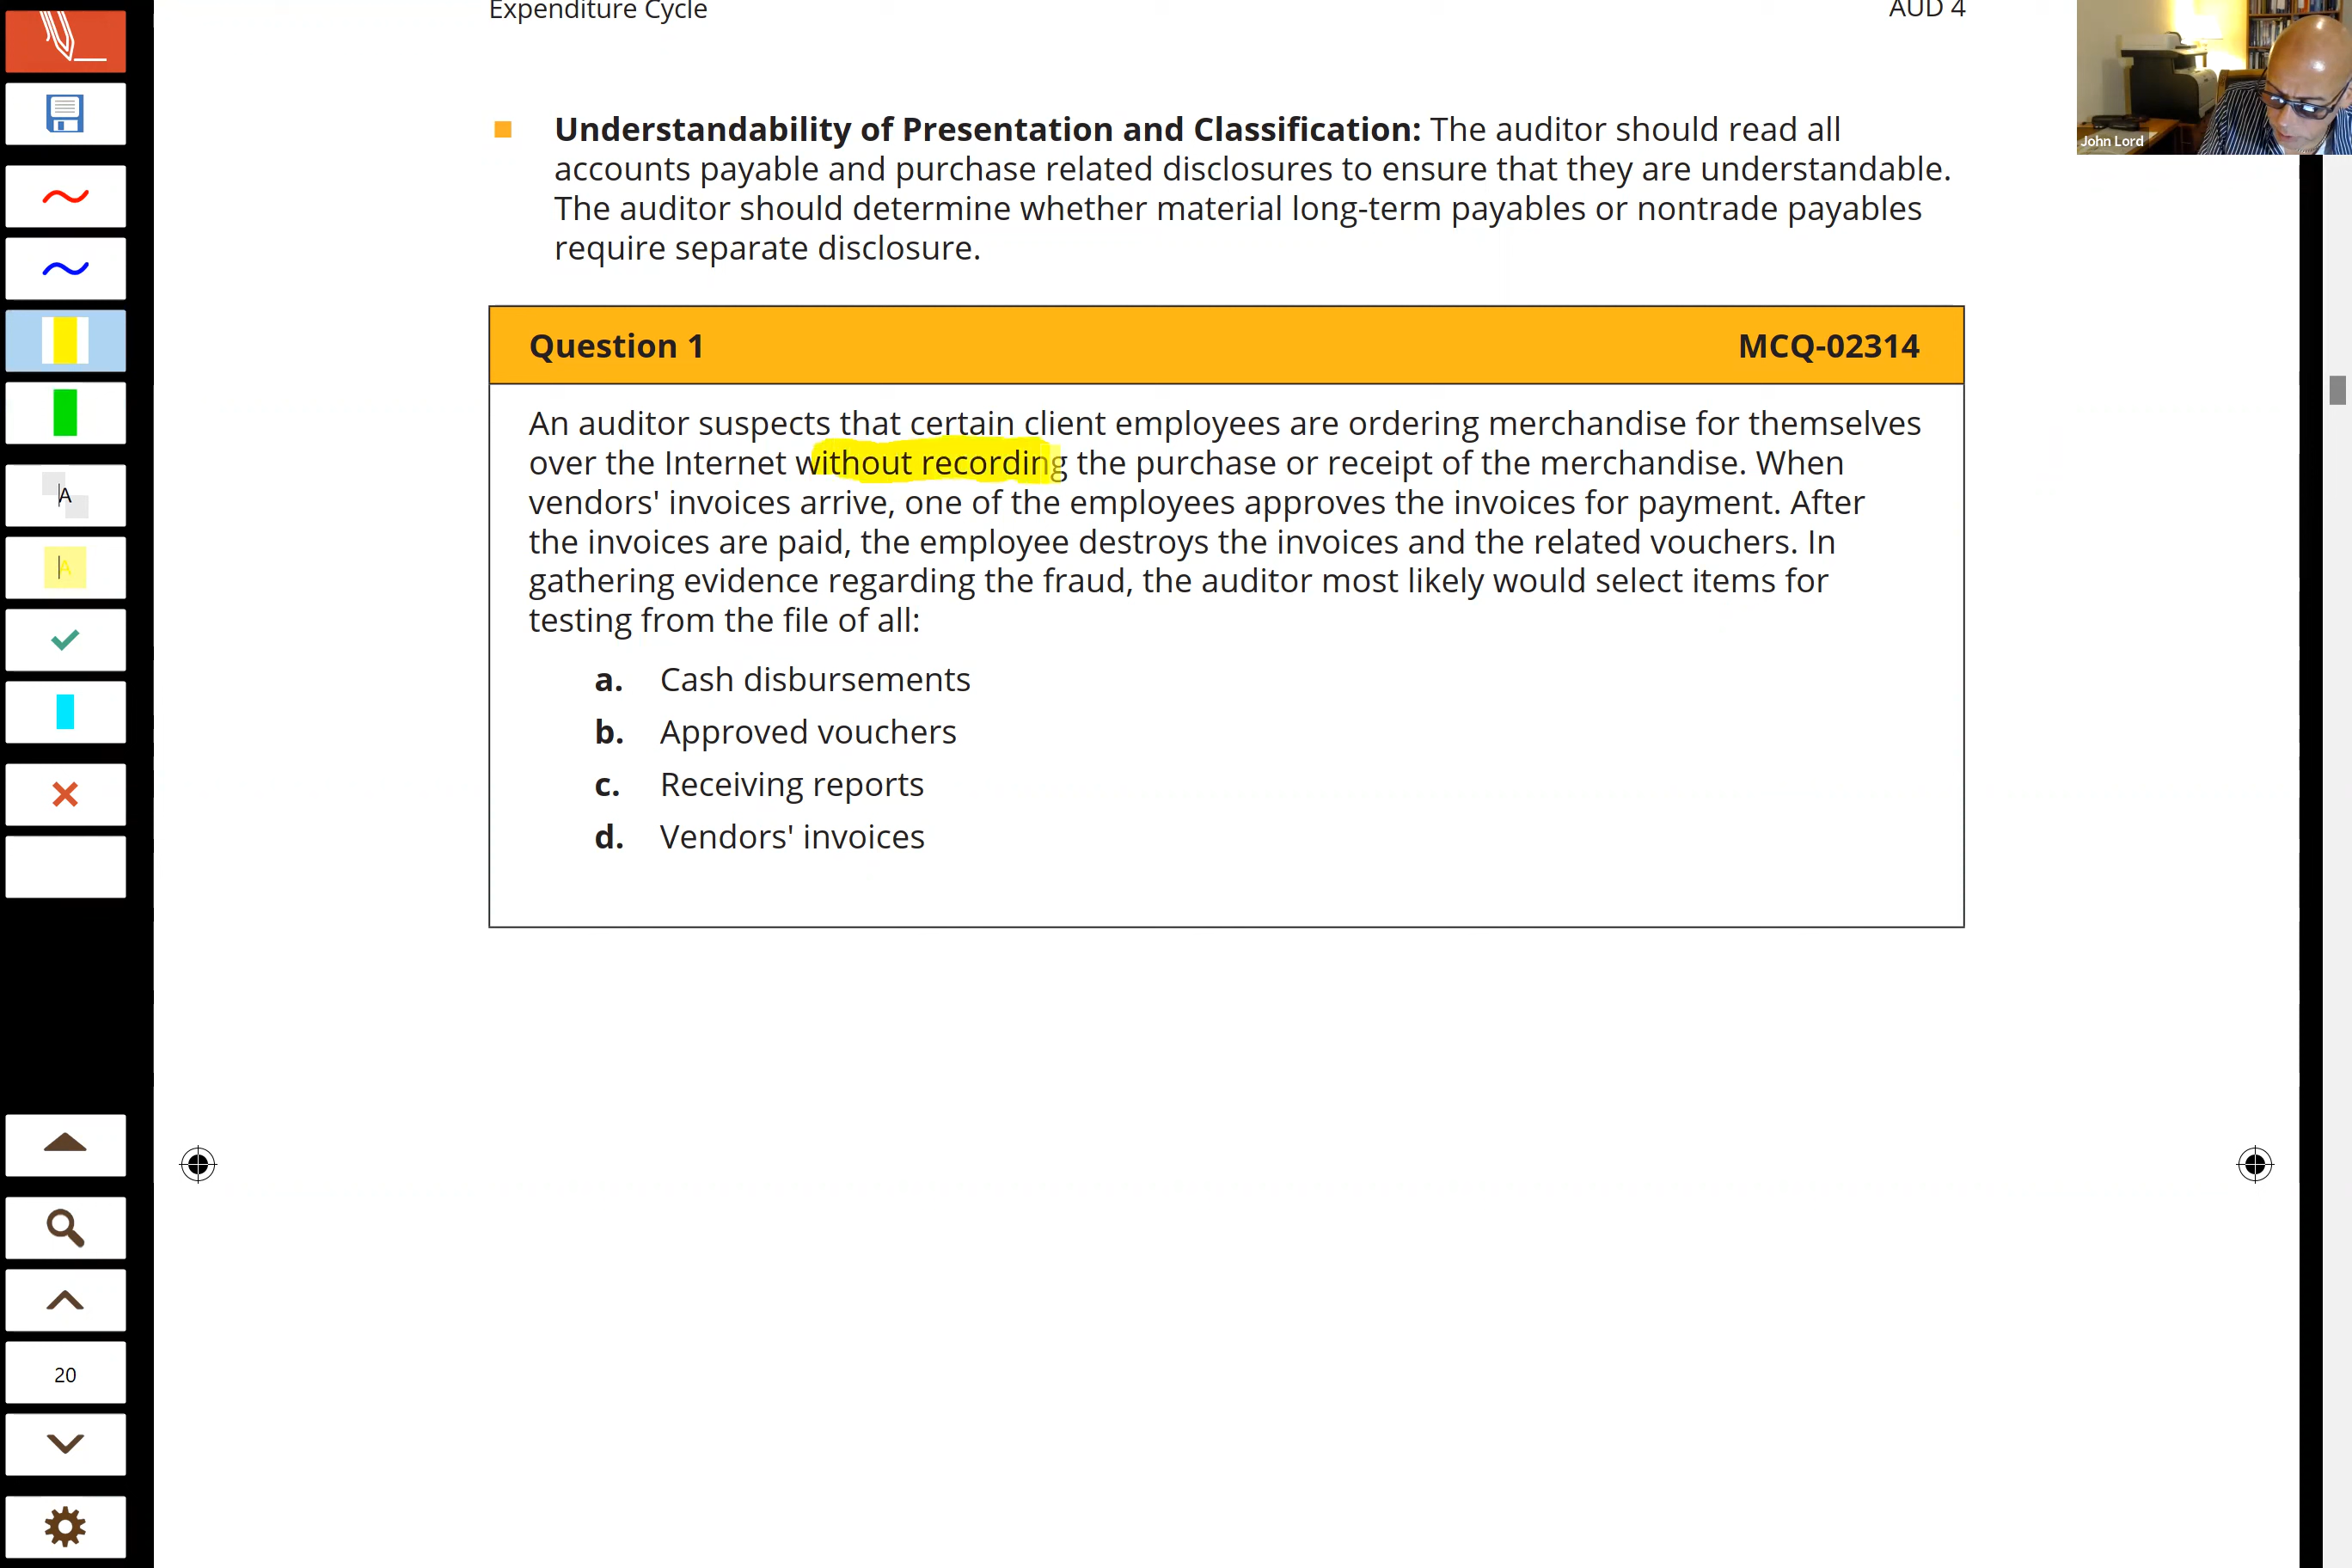 Expenditure Cycle
AUD 4
John Lord
■ Understandability of Presentation and Classification: The auditor should read all
accounts payable and purchase related disclosures to ensure that they are understandable.
The auditor should determine whether material long-term payables or nontrade payables
require separate disclosure.
Question 1
MCQ-02314
An auditor suspects that certain client employees are ordering merchandise for themselves
over the Internet without recording the purchase or receipt of the merchandise. When
vendors' invoices arrive, one of the employees approves the invoices for payment. After
the invoices are paid, the employee destroys the invoices and the related vouchers. In
gathering evidence regarding the fraud, the auditor most likely would select items for
testing from the file of all:
a. Cash disbursements
b. Approved vouchers
c. Receiving reports
d. Vendors' invoices
A
A
20